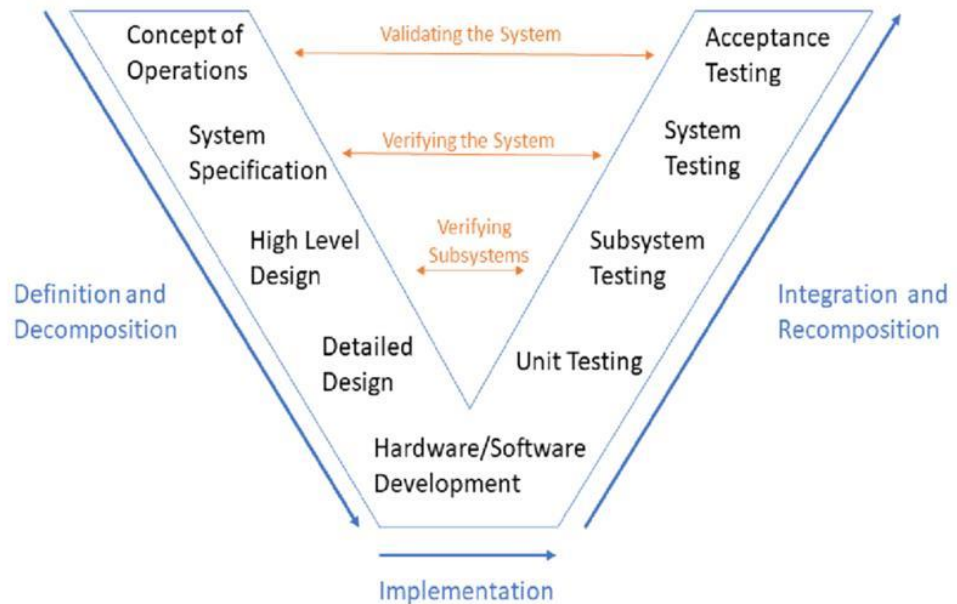 Concept of
Operations
Validating the System
Acceptance
Testing
System
Specification
Verifying the System
System
Testing
High Level
Design
Verifying
Subsystems
Subsystem
Testing
Definition and
Decomposition
Integration and
Recomposition
Detailed
Design
Unit Testing
Hardware/Software
Development
Implementation